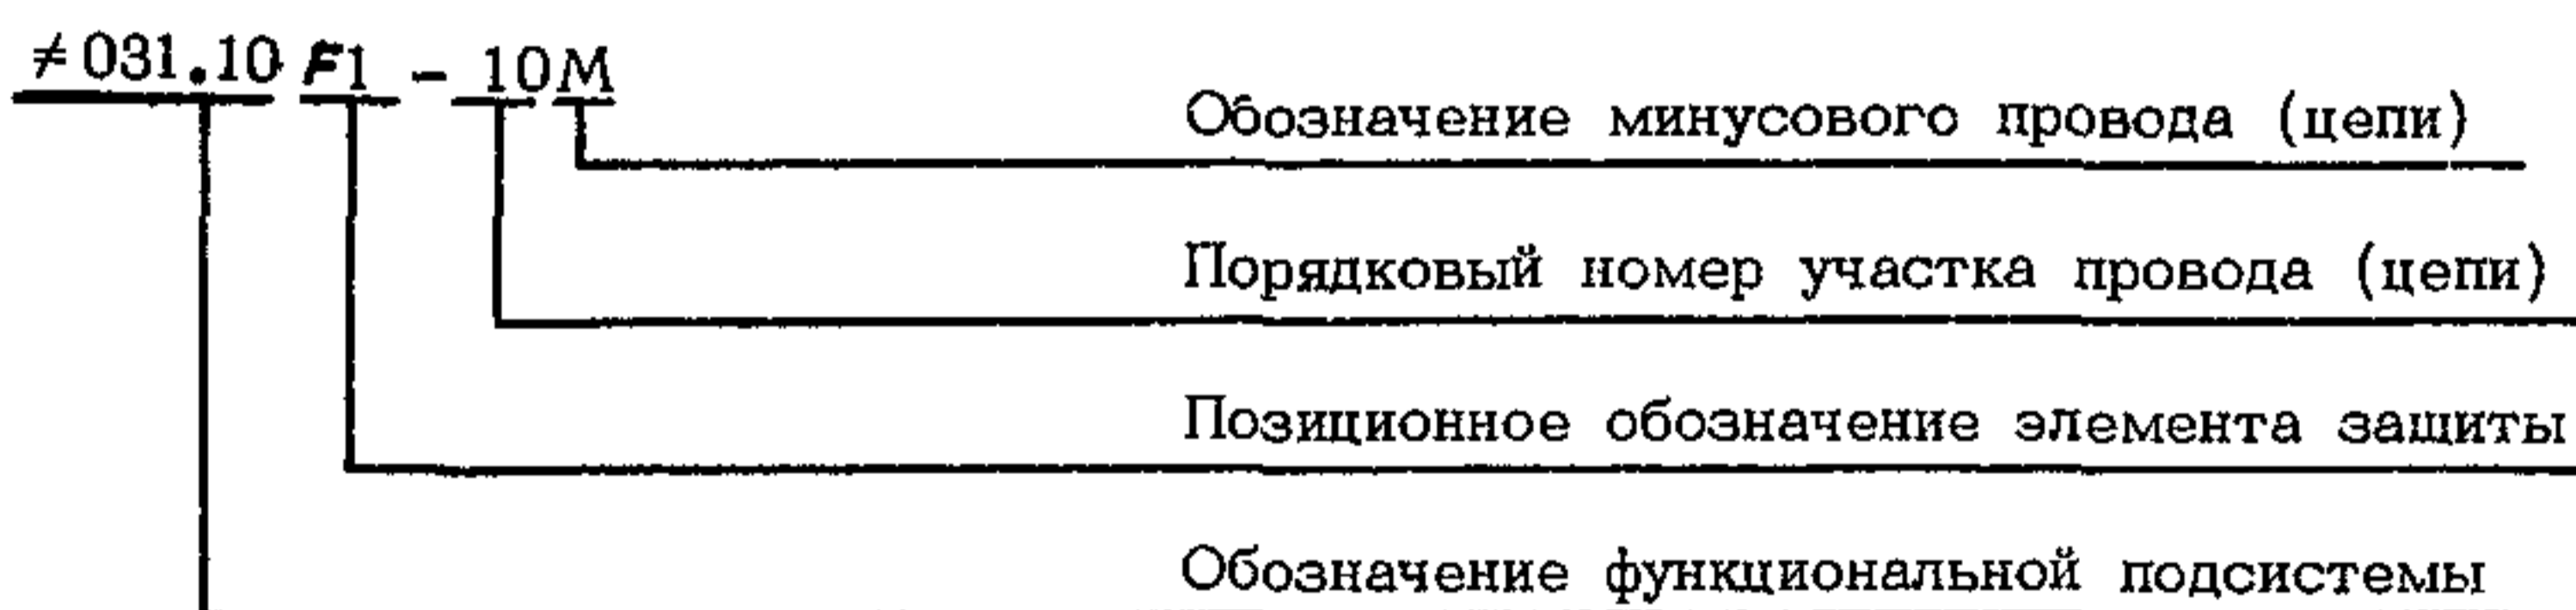 ≠031.10 F1 - 10М
Обозначение минусового провода (цепи)
Порядковый номер участка провода (цепи)
Позиционное обозначение элемента защиты
Обозначение функциональной подсистемы